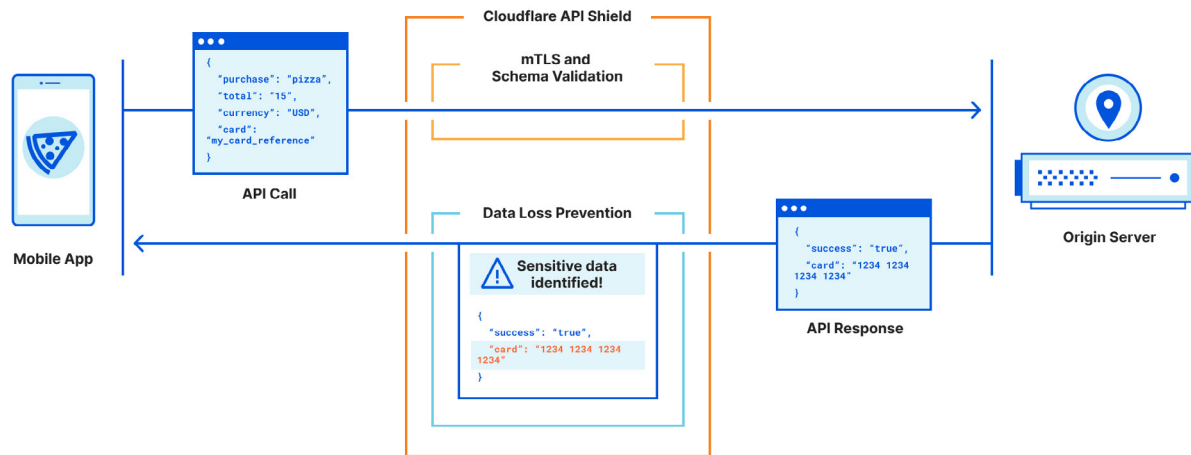 Cloudflare API Shield
mTLS and
Schema Validation
{
"purchase": "pizza",
"total": "15",
"currency": "USD",
"card":
"my_card_reference"
}
API Call
Mobile App
Data Loss Prevention
Sensitive data
identified!
{
"success": "true",
"card": "1234 1234 1234
1234"
}
{
"success": "true",
"card": "1234 1234
1234 1234"
}
API Response
Origin Server